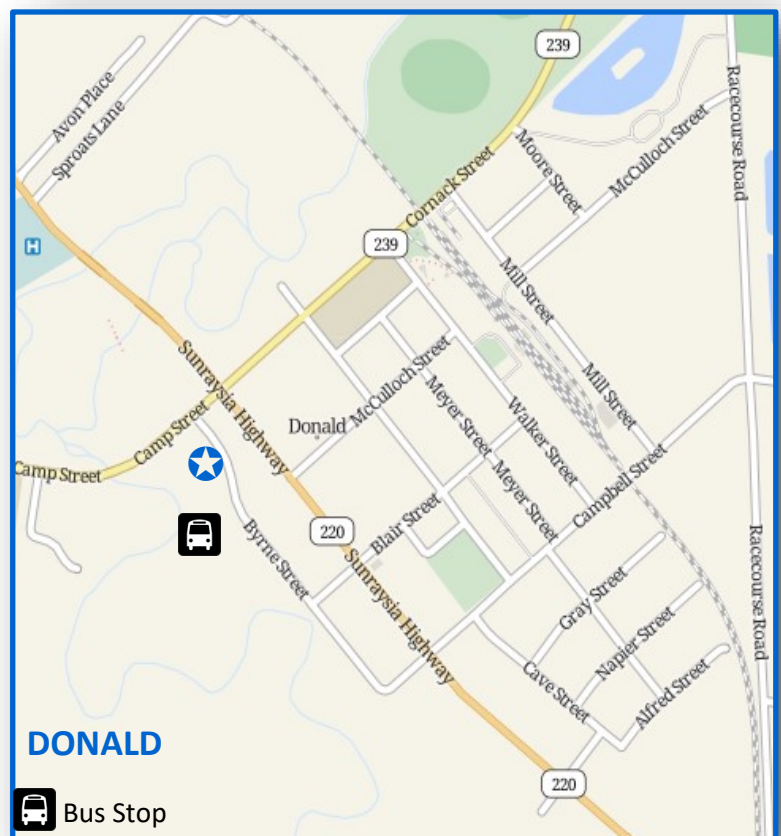 239
Avon Place
Sproats Lane
Racecourse Road
McCulloch Street
Moore Street
Cornack Street
H
239
Mill Street
Sunraysia Highway
McCulloch Street
Mill Street
Meyer Street
Walker Street
Donald
Camp Street
Camp Street
Meyer Street
Campbell Street
Blair Street
220
Byrne Street
Sunraysia Highway
Racecourse Road
Gray Street
Napier Street
Cave Street
Alfred Street
DONALD
220
Bus Stop